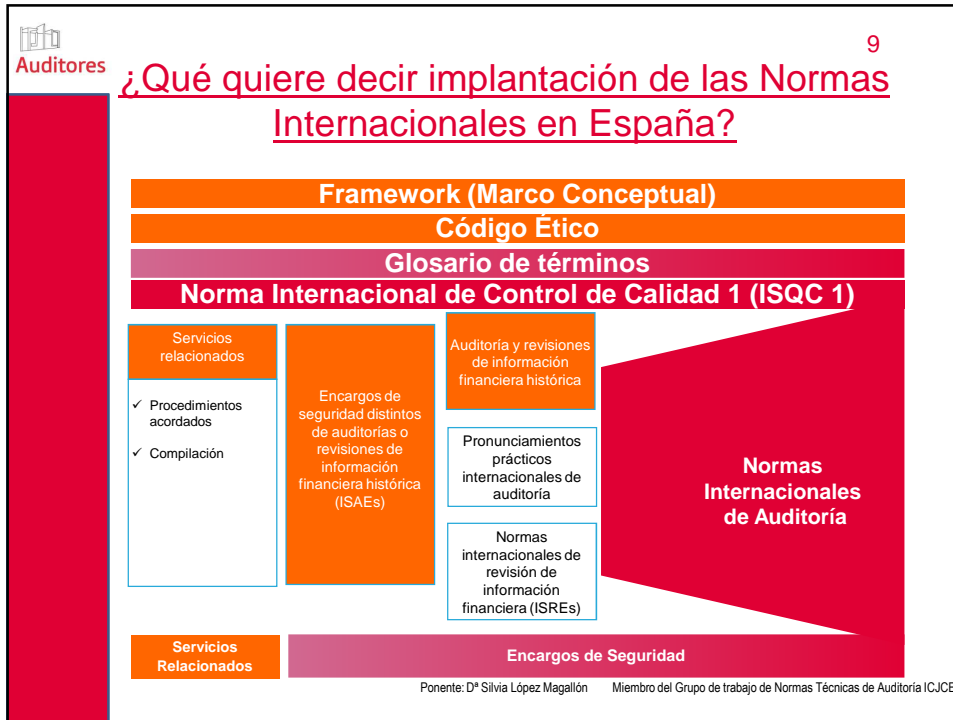 Auditores
9
¿Qué quiere decir implantación de las Normas
Internacionales en España?
Framework (Marco Conceptual)
Código Ético
Glosario de términos
Norma Internacional de Control de Calidad 1 (ISQC 1)
Servicios
relacionados
✓ Procedimientos
acordados
✓ Compilación
Encargos de
seguridad distintos
de auditorías o
revisiones de
información
financiera histórica
(ISAEs)
Auditoría y revisiones
de información
financiera histórica
Pronunciamientos
prácticos
internacionales de
auditoría
Normas
internacionales de
revisión de
información
financiera (ISREs)
Normas
Internacionales
de Auditoría
Servicios
Relacionados
Encargos de Seguridad
Ponente: Dª Silvia López Magallón Miembro del Grupo de trabajo de Normas Técnicas de Auditoría ICJCE